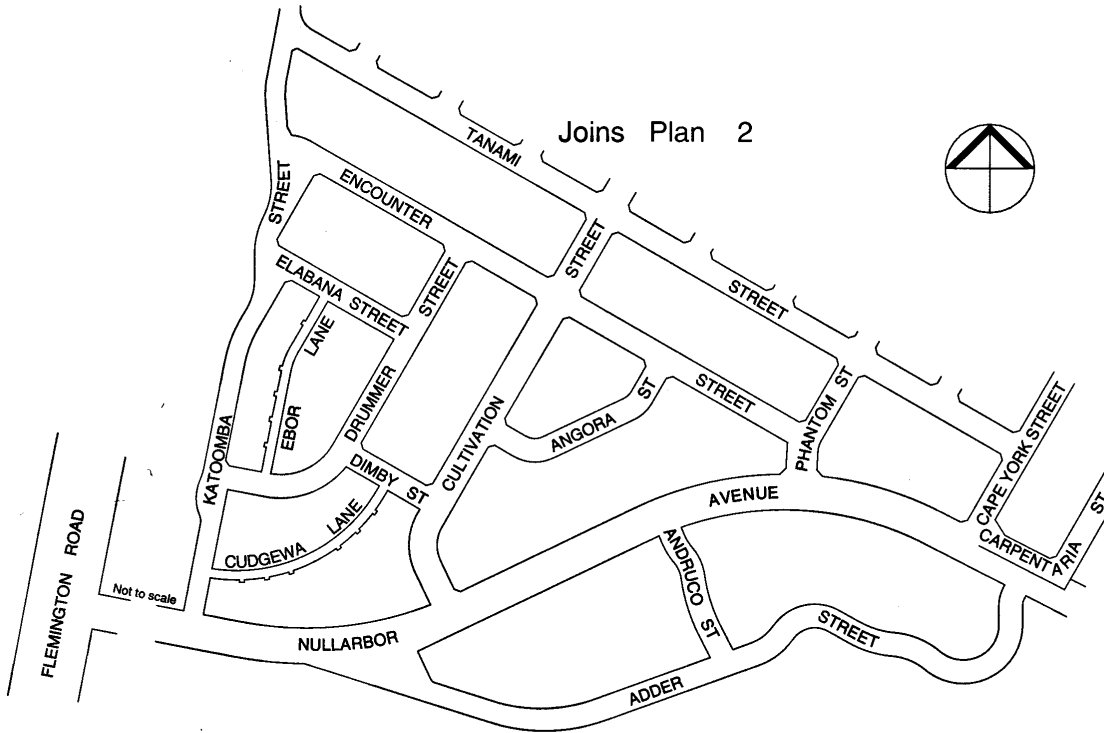 Joins Plan 2
TANAMI
STREET
STREET
ENCOUNTER
STREET
STREET
ELABANA STREET
STREET
LANE
EBOR
DRUMMER
KATOOMBA
DIMBY ST
CULTIVATION
ANGORA
ST
STREET
PHANTOM ST
CAPE YORK STREET
CARPENTARIA ST
AVENUE
LANE
CUDGEWA
ANDRUCO ST
FLEMINGTON ROAD
Not to scale
NULLARBOR
STREET
ADDER